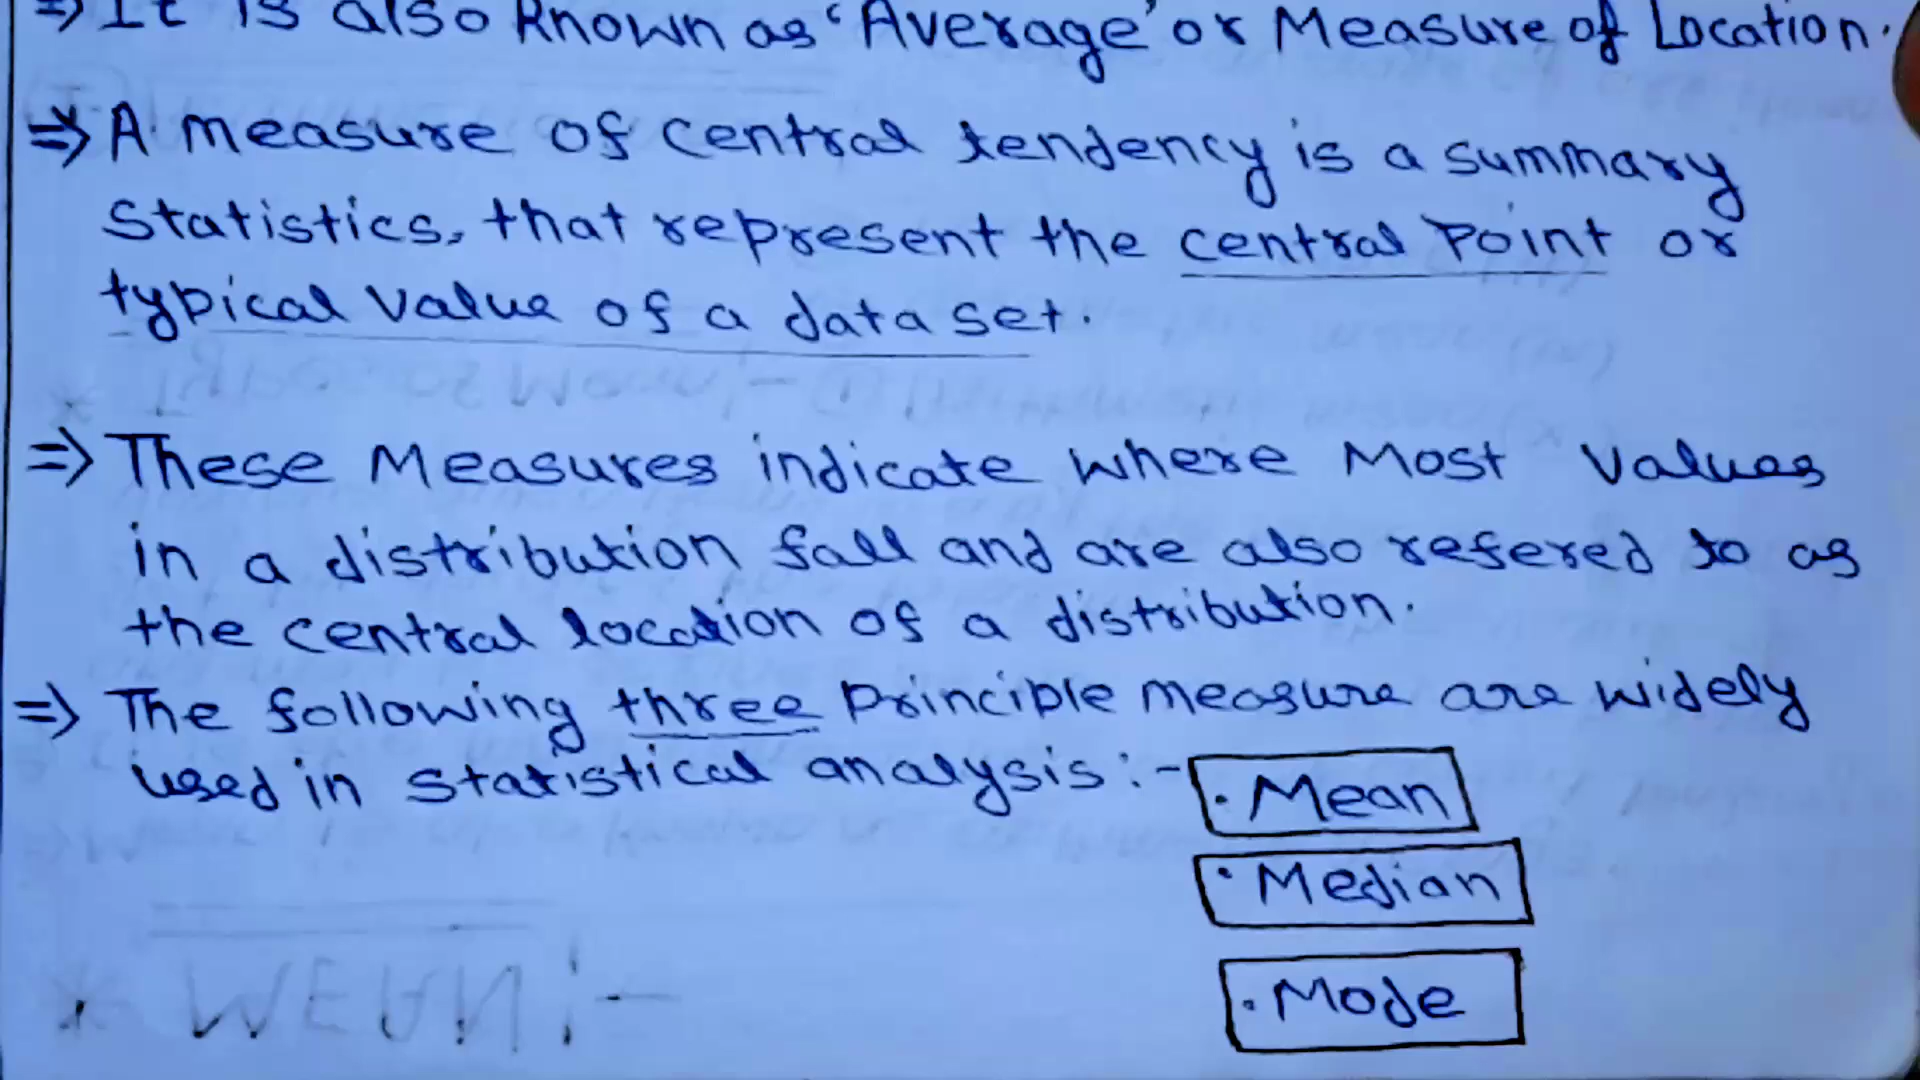 ⇒ It is also known as 'Average' or Measure of Location.
⇒ A measure of central tendency is a summary
Statistics, that represent the central Point or
typical value of a data set.
⇒ These Measures indicate where Most values
in a distribution fall and are also refered to as
the central location of a distribution.
⇒ The following three Principle measure are widely
used in statistical analysis:-
· Mean
· Median
· Mode